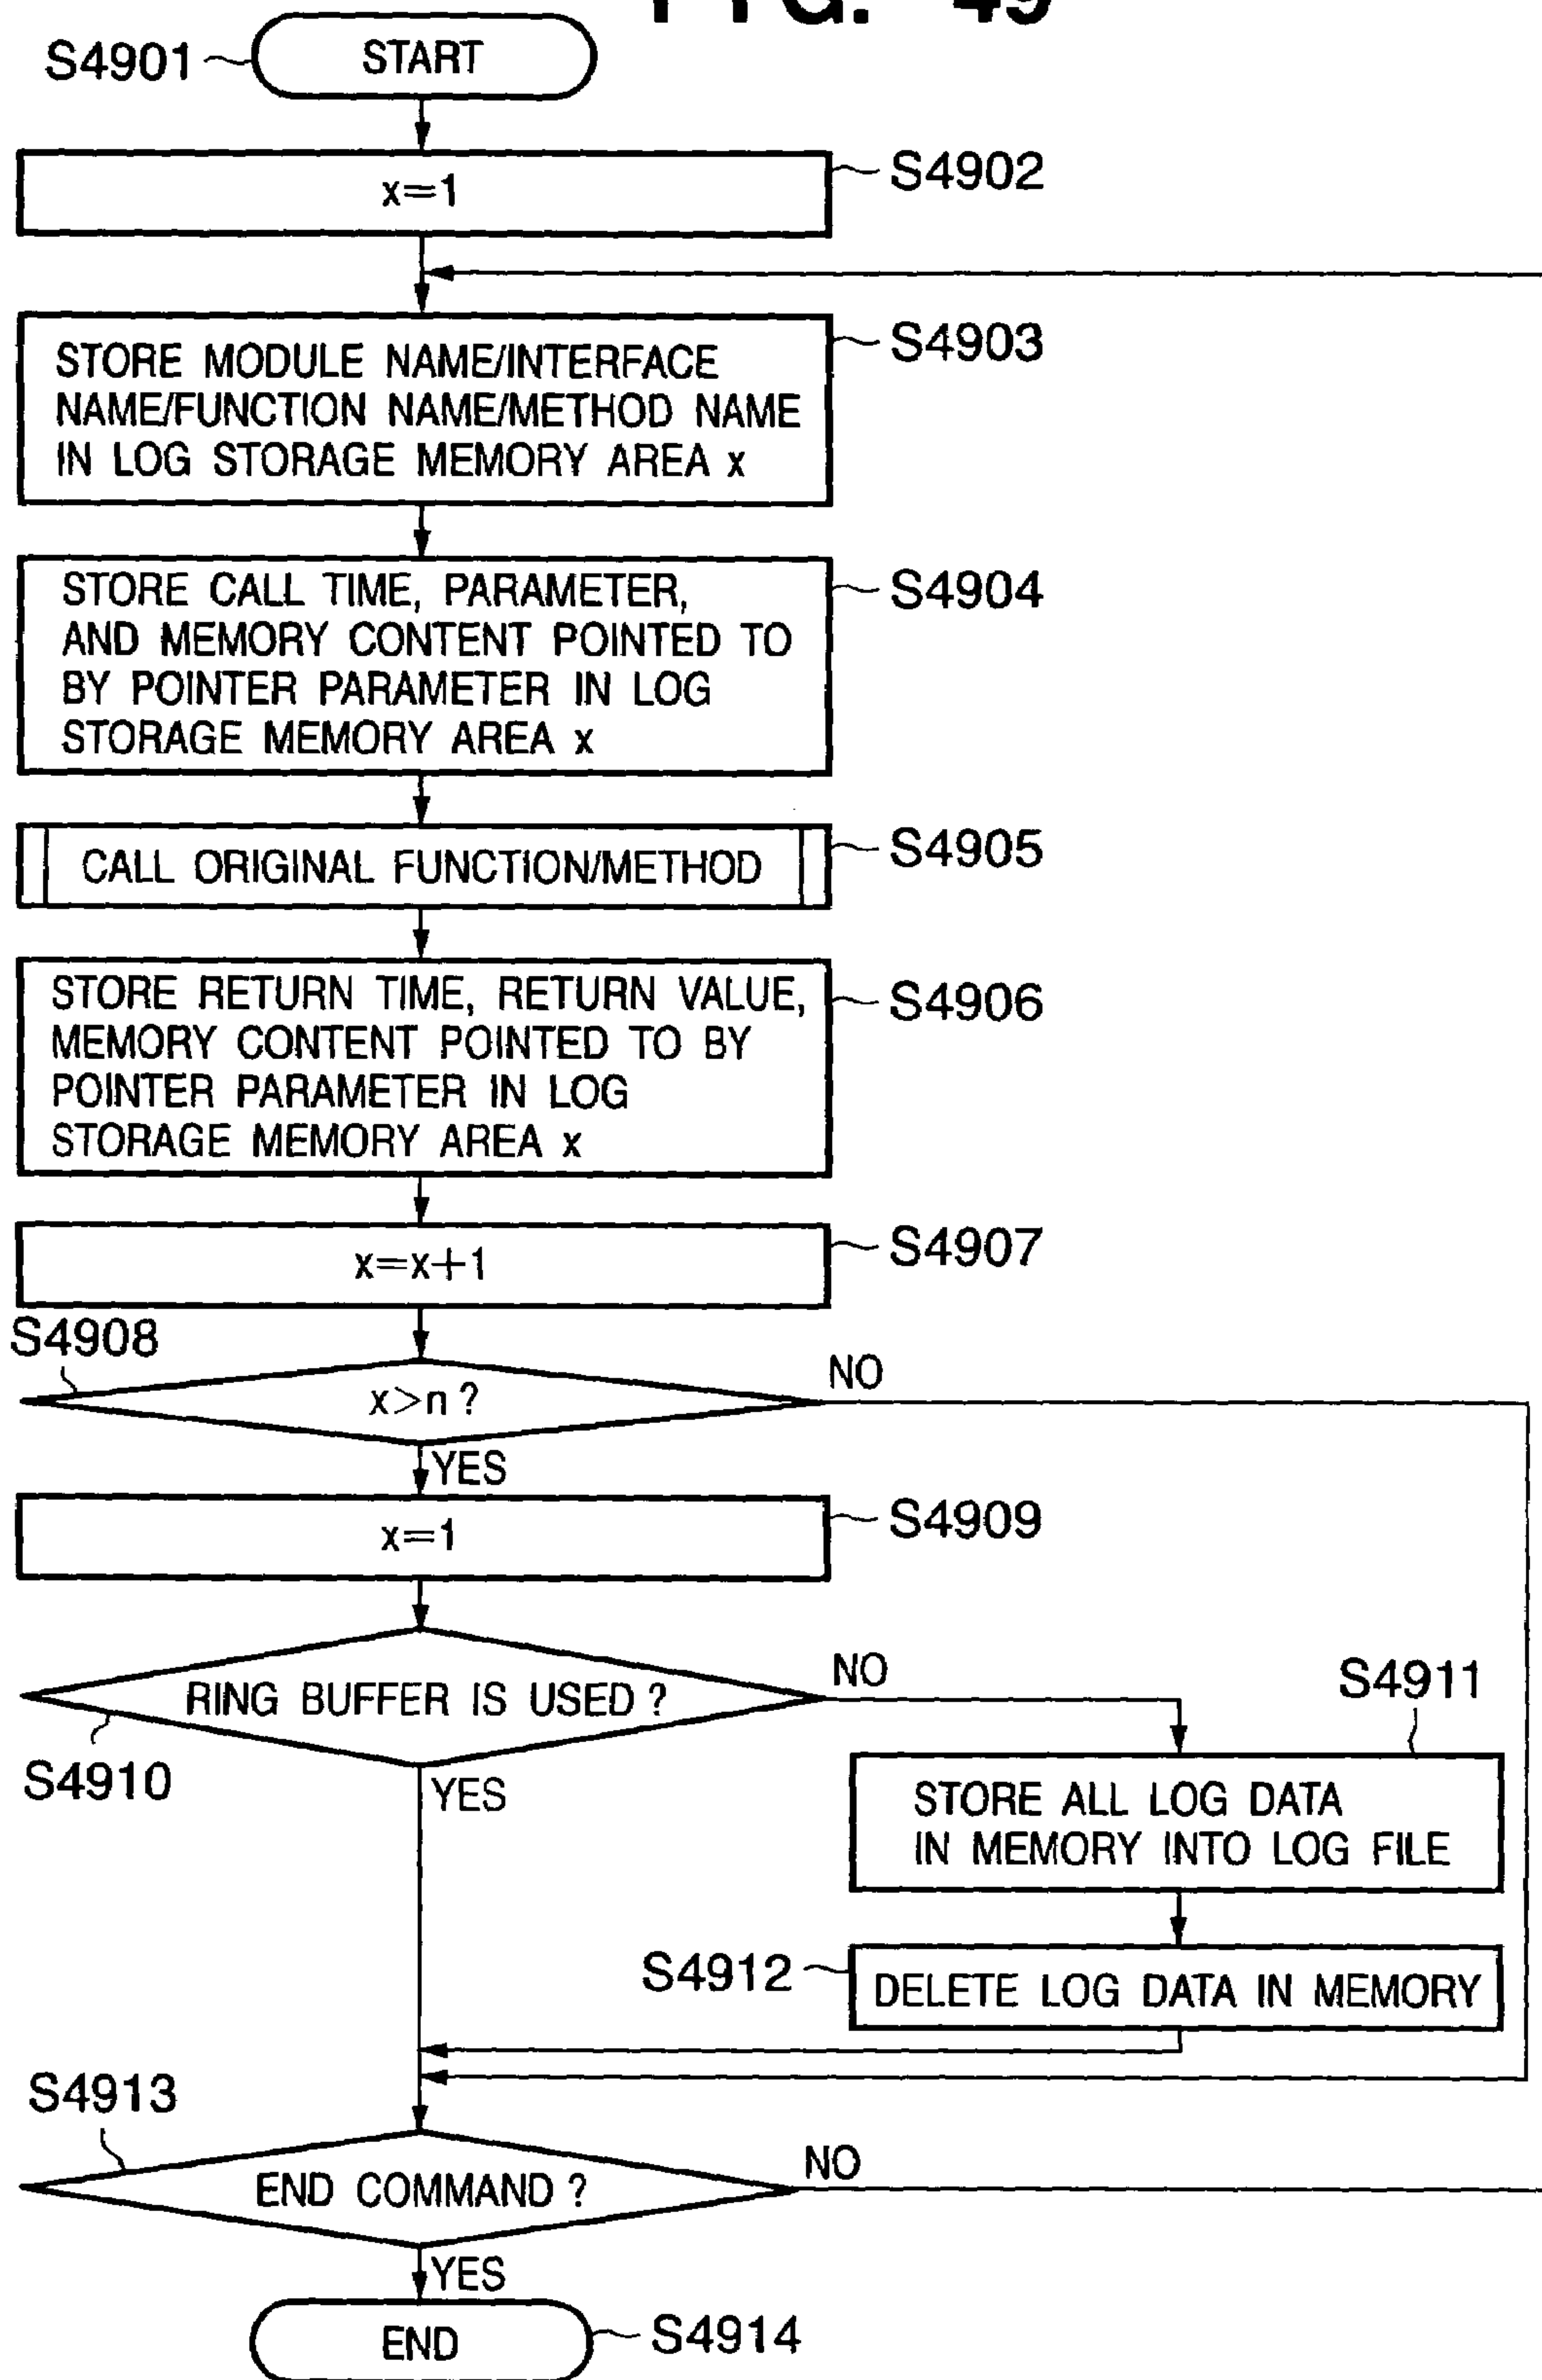 FIG. 49
S4901
START
x=1
S4902
STORE MODULE NAME/INTERFACE
NAME/FUNCTION NAME/METHOD NAME
IN LOG STORAGE MEMORY AREA x
S4903
STORE CALL TIME, PARAMETER,
AND MEMORY CONTENT POINTED TO
BY POINTER PARAMETER IN LOG
STORAGE MEMORY AREA x
S4904
CALL ORIGINAL FUNCTION/METHOD
S4905
STORE RETURN TIME, RETURN VALUE,
MEMORY CONTENT POINTED TO BY
POINTER PARAMETER IN LOG
STORAGE MEMORY AREA x
S4906
x=x+1
S4907
S4908
x>n ?
NO
YES
x=1
S4909
RING BUFFER IS USED ?
NO
S4910
YES
S4911
STORE ALL LOG DATA
IN MEMORY INTO LOG FILE
S4912
DELETE LOG DATA IN MEMORY
S4913
END COMMAND ?
NO
YES
END
S4914